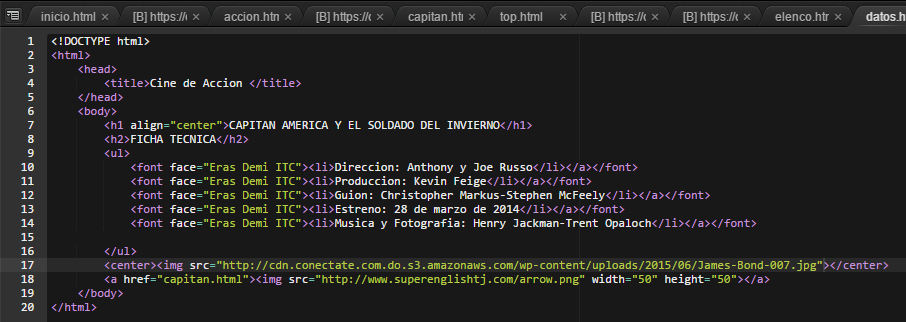 inicio.html [B] https://c accion.htn [B] https://c capitan.ht top.html [B] https://c [B] https://c elenco.htr datos.h
1 <!DOCTYPE html>
2 <html>
3 <head>
4 <title>Cine de Accion </title>
5 </head>
6 <body>
7 <h1 align="center">CAPITAN AMERICA Y EL SOLDADO DEL INVIERNO</h1>
8 <h2>FICHA TECNICA</h2>
9 <ul>
10 <font face="Eras Demi ITC"><li>Direccion: Anthony y Joe Russo</li></a></font>
11 <font face="Eras Demi ITC"><li>Produccion: Kevin Feige</li></a></font>
12 <font face="Eras Demi ITC"><li>Guion: Christopher Markus-Stephen McFeely</li></a></font>
13 <font face="Eras Demi ITC"><li>Estreno: 28 de marzo de 2014</li></a></font>
14 <font face="Eras Demi ITC"><li>Musica y Fotografia: Henry Jackman-Trent Opaloch</li></a></font>
15
16 </ul>
17 <center><img src="http://cdn.conectate.com.do.s3.amazonaws.com/wp-content/uploads/2015/06/James-Bond-007.jpg"></center>
18 <a href="capitan.html"><img src="http://www.superenglishtj.com/arrow.png" width="50" height="50"></a>
19 </body>
20 </html>